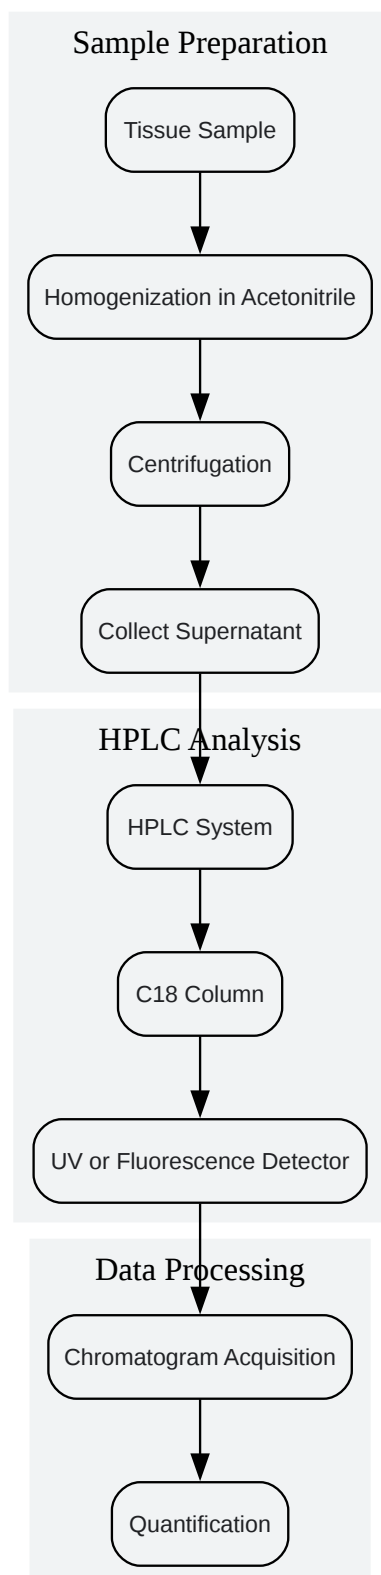 Sample Preparation
Tissue Sample
Homogenization in Acetonitrile
Centrifugation
Collect Supernatant
HPLC Analysis
HPLC System
C18 Column
UV or Fluorescence Detector
Data Processing
Chromatogram Acquisition
Quantification